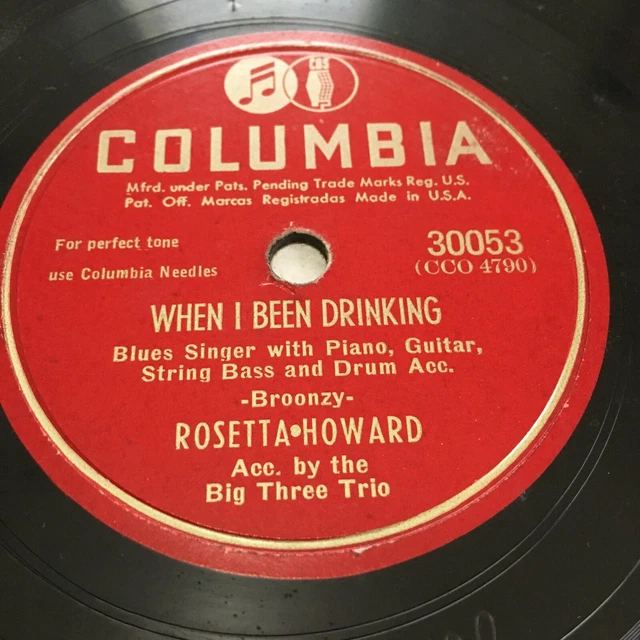 CBS
COLUMBIA
Mfrd. under Pats. Pending Trade Marks Reg. U.S.
Pat. Off. Marcas Registradas Made in U.S.A.
For perfect tone
use Columbia Needles
30053
(CCO 4790)
WHEN I BEEN DRINKING
Blues Singer with Piano, Guitar,
String Bass and Drum Acc.
-Broonzy-
ROSETTA•HOWARD
Acc. by the
Big Three Trio